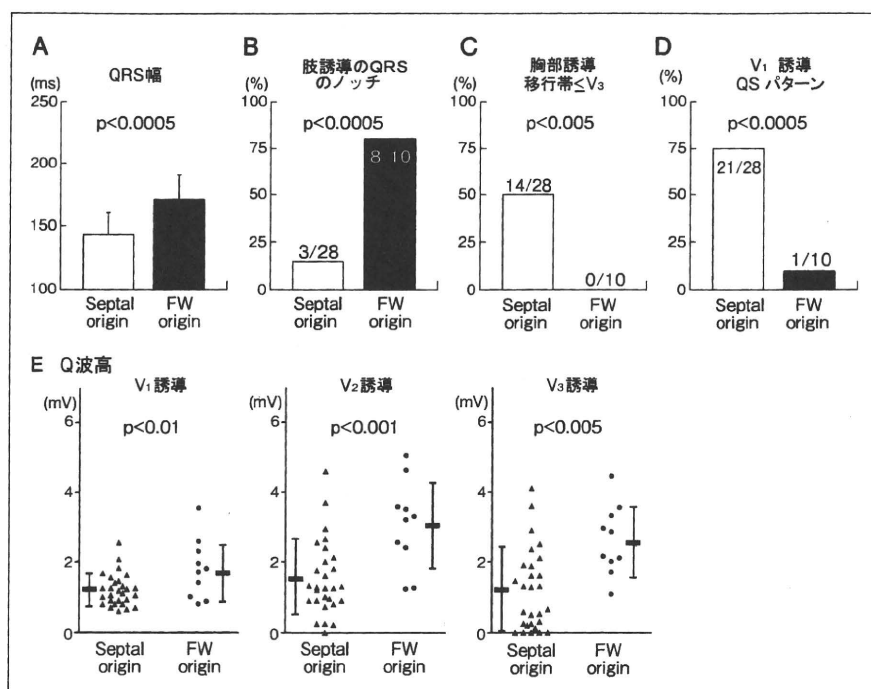 A
QRS幅
(ms)
250
200
150
100
p<0.0005
Septal origin
FW origin
B
肢誘導のQRS
のノッチ
(%)
100
75
50
25
0
p<0.0005
3/28
8 10
Septal origin
FW origin
C
胸部誘導
移行帯≦V₃
(%)
100
75
50
25
0
p<0.005
14/28
0/10
Septal origin
FW origin
D
V₁ 誘導
QS パターン
(%)
100
75
50
25
0
p<0.0005
21/28
1/10
Septal origin
FW origin
E Q波高
V₁誘導
(mV)
6
4
2
0
p<0.01
Septal origin
FW origin
V₂誘導
(mV)
6
4
2
0
p<0.001
Septal origin
FW origin
V₃誘導
(mV)
6
4
2
0
p<0.005
Septal origin
FW origin